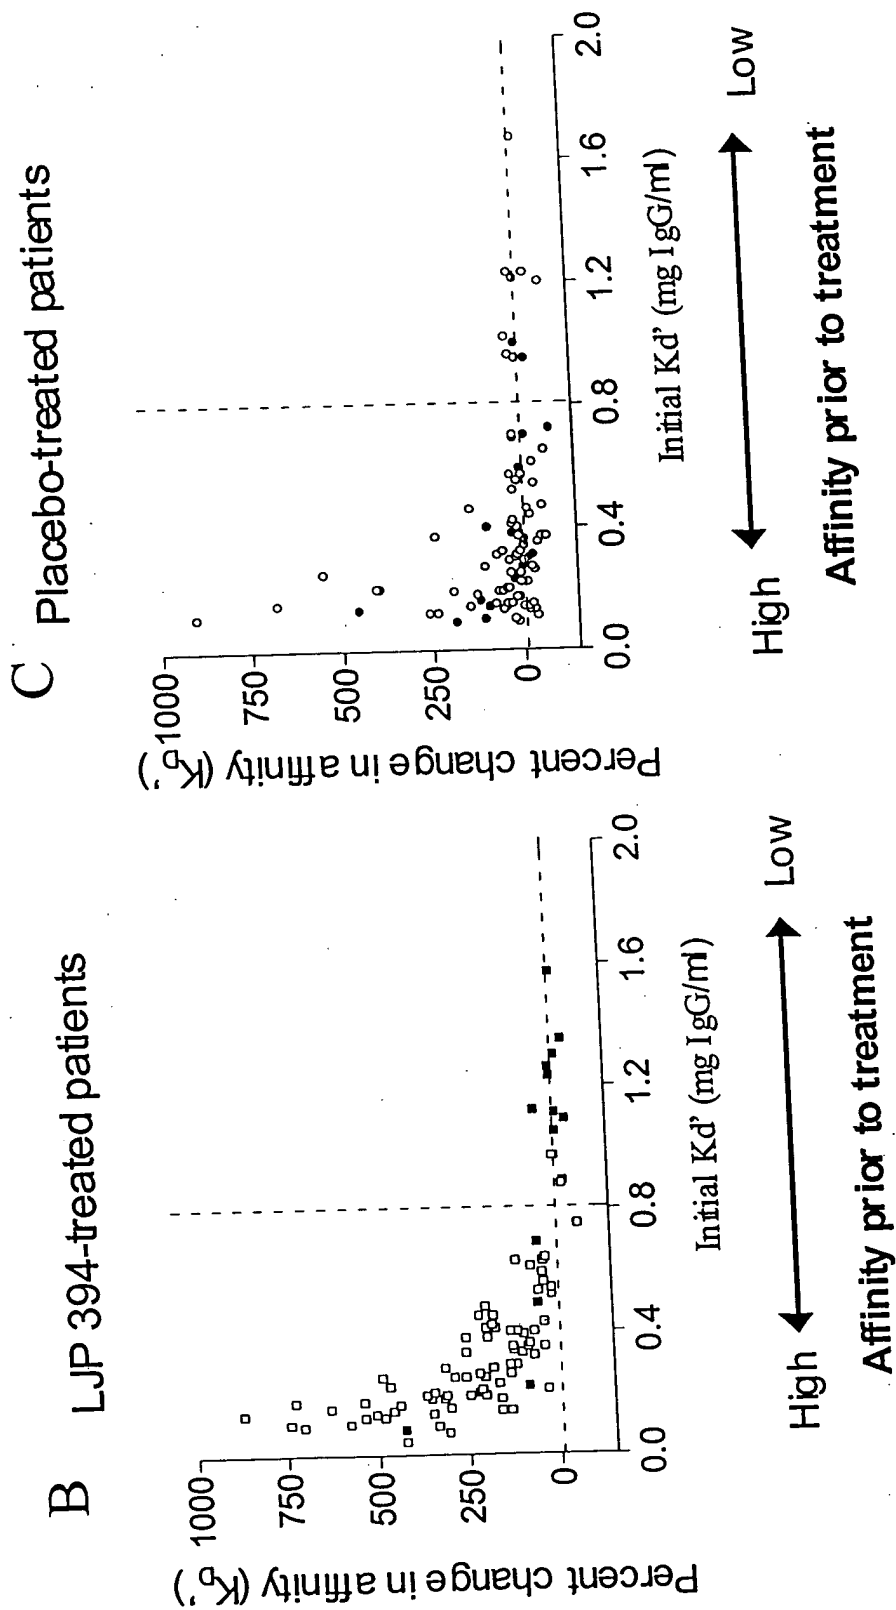 B LJP 394-treated patients
Percent change in affinity (KD')
1000
750
500
250
0
0.0 0.4 0.8 1.2 1.6 2.0
Initial Kd' (mg IgG/ml)
High Low
Affinity prior to treatment
C Placebo-treated patients
Percent change in affinity (KD')
1000
750
500
250
0
0.0 0.4 0.8 1.2 1.6 2.0
Initial Kd' (mg IgG/ml)
High Low
Affinity prior to treatment